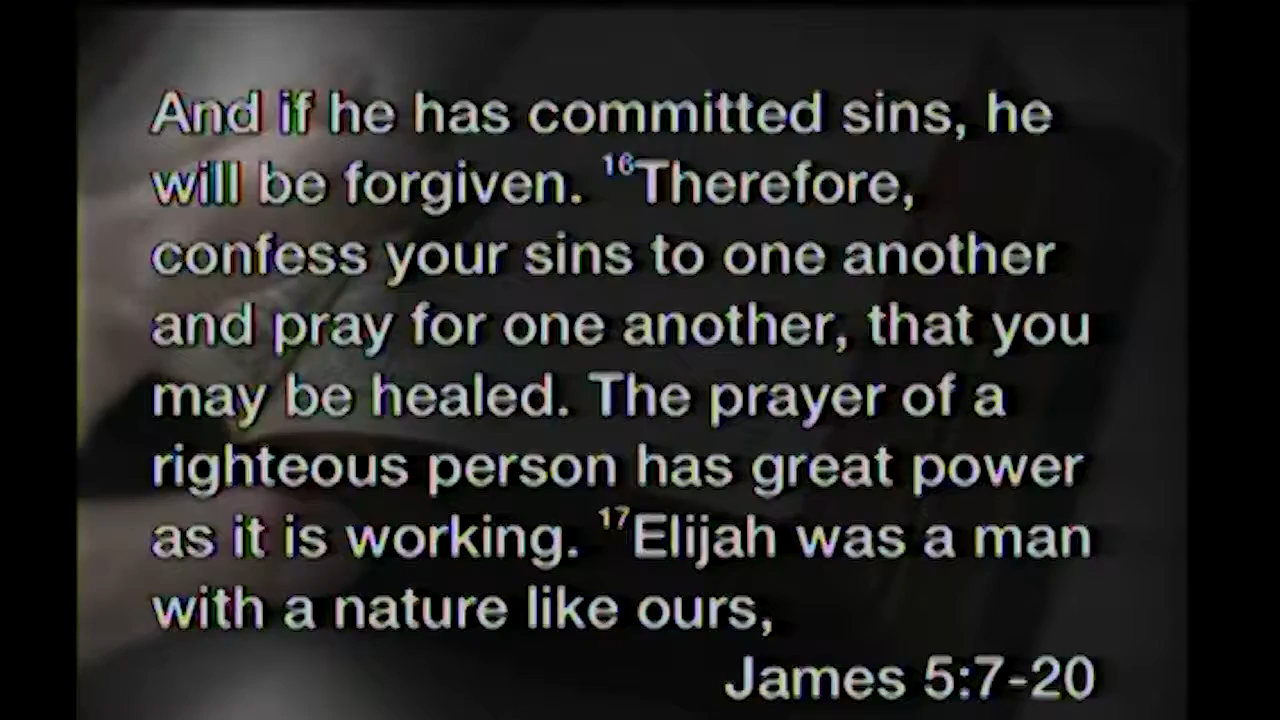 And if he has committed sins, he
will be forgiven. ¹⁶Therefore,
confess your sins to one another
and pray for one another, that you
may be healed. The prayer of a
righteous person has great power
as it is working. ¹⁷Elijah was a man
with a nature like ours,
James 5:7-20